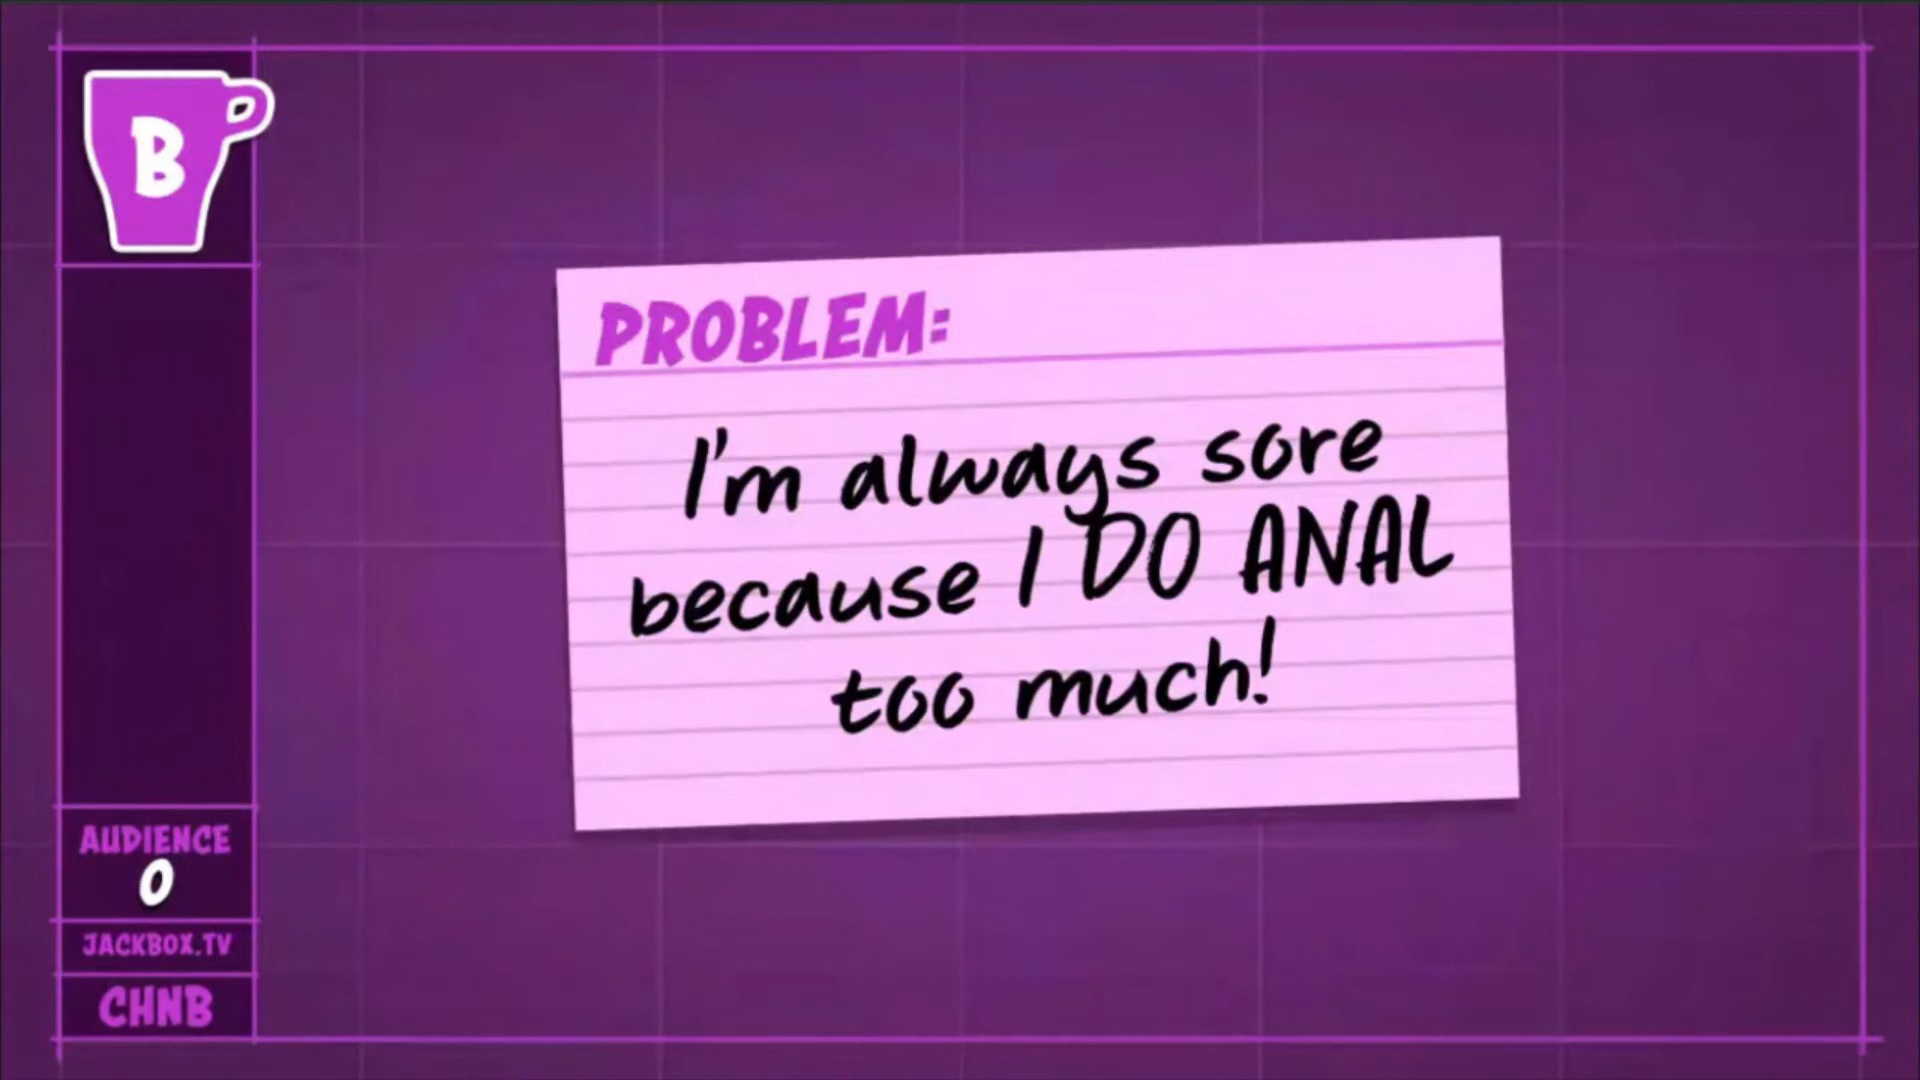 B
PROBLEM:
I'm always sore
because I DO ANAL
too much!
AUDIENCE
0
JACKBOX.TV
CHNB